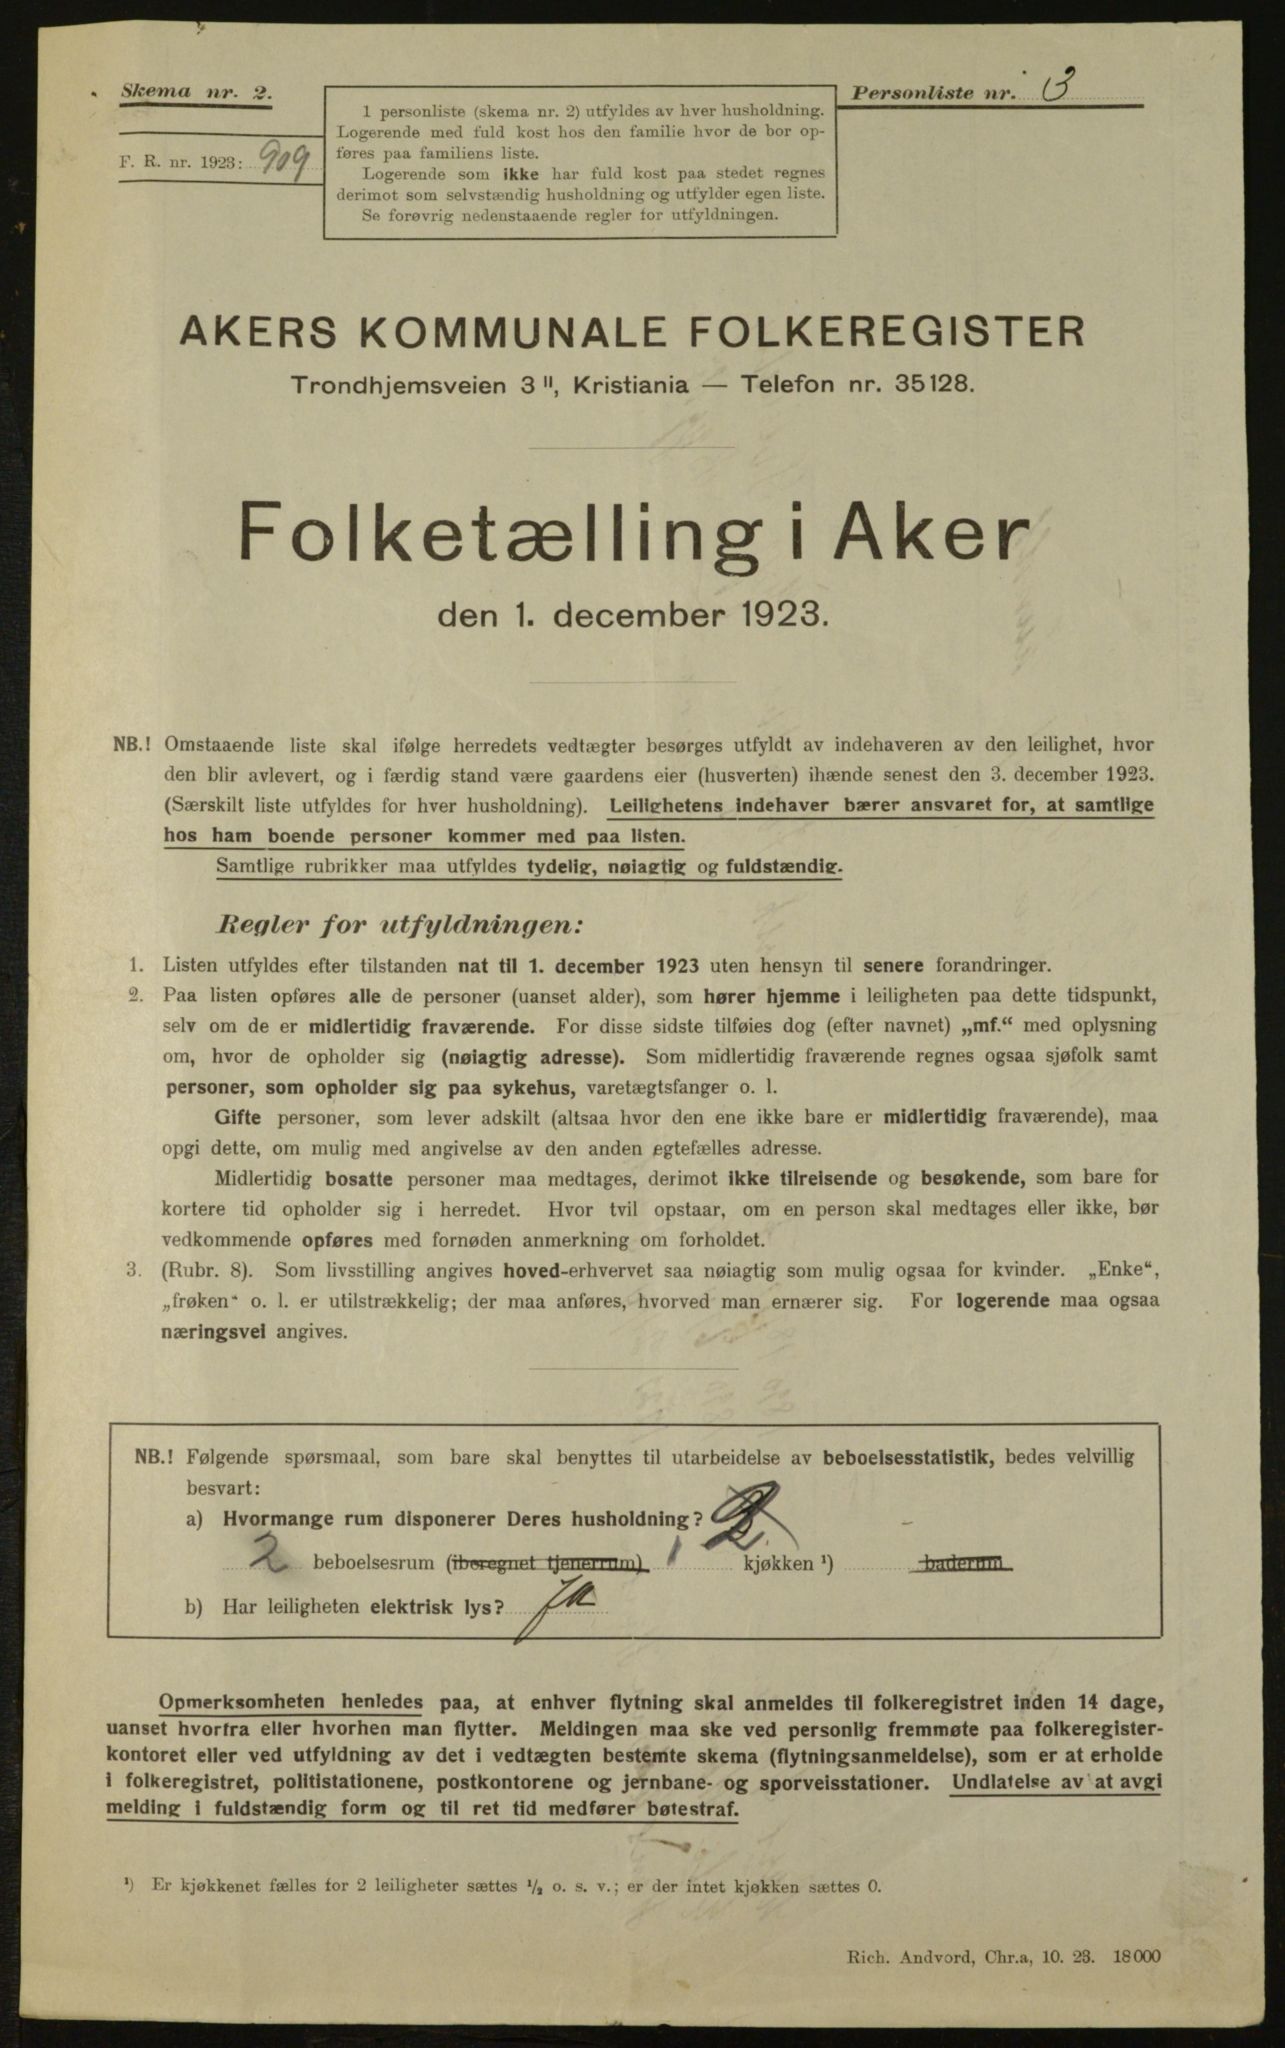 Skema nr. 2.
F. R. nr. 1923: 909
1 personliste (skema nr. 2) utfyldes av hver husholdning.
Logerende med fuld kost hos den familie hvor de bor op-
føres paa familiens liste.
Logerende som ikke har fuld kost paa stedet regnes
derimot som selvstændig husholdning og utfylder egen liste.
Se forøvrig nedenstaaende regler for utfyldningen.
Personliste nr. 3
AKERS KOMMUNALE FOLKEREGISTER
Trondhjemsveien 3 II, Kristiania — Telefon nr. 35128.
Folketælling i Aker
den 1. december 1923.
NB.! Omstaaende liste skal ifølge herredets vedtægter besørges utfyldt av indehaveren av den leilighet, hvor
den blir avlevert, og i færdig stand være gaardens eier (husverten) ihænde senest den 3. december 1923.
(Særskilt liste utfyldes for hver husholdning). Leilighetens indehaver bærer ansvaret for, at samtlige
hos ham boende personer kommer med paa listen.
Samtlige rubrikker maa utfyldes tydelig, nøiagtig og fuldstændig.
Regler for utfyldningen:
1. Listen utfyldes efter tilstanden nat til 1. december 1923 uten hensyn til senere forandringer.
2. Paa listen opføres alle de personer (uanset alder), som hører hjemme i leiligheten paa dette tidspunkt,
selv om de er midlertidig fraværende. For disse sidste tilføies dog (efter navnet) „mf.“ med oplysning
om, hvor de opholder sig (nøiagtig adresse). Som midlertidig fraværende regnes ogsaa sjøfolk samt
personer, som opholder sig paa sykehus, varetægtsfanger o. l.
Gifte personer, som lever adskilt (altsaa hvor den ene ikke bare er midlertidig fraværende), maa
opgi dette, om mulig med angivelse av den anden egtefælles adresse.
Midlertidig bosatte personer maa medtages, derimot ikke tilreisende og besøkende, som bare for
kortere tid opholder sig i herredet. Hvor tvil opstaar, om en person skal medtages eller ikke, bør
vedkommende opføres med fornøden anmerkning om forholdet.
3. (Rubr. 8). Som livsstilling angives hoved-erhvervet saa nøiagtig som mulig ogsaa for kvinder. „Enke“,
„frøken“ o. l. er utilstrækkelig; der maa anføres, hvorved man ernærer sig. For logerende maa ogsaa
næringsvei angives.
NB.! Følgende spørsmaal, som bare skal benyttes til utarbeidelse av beboelsesstatistik, bedes velvillig
besvart:
a) Hvormange rum disponerer Deres husholdning?
2 beboelsesrum (iberegnet tjenerrum) 1 kjøkken ¹) baderum
b) Har leiligheten elektrisk lys? Ja
Opmerksomheten henledes paa, at enhver flytning skal anmeldes til folkeregistret inden 14 dage,
uanset hvorfra eller hvorhen man flytter. Meldingen maa ske ved personlig fremmøte paa folkeregister-
kontoret eller ved utfyldning av det i vedtægten bestemte skema (flytningsanmeldelse), som er at erholde
i folkeregistret, politistationene, postkontorene og jernbane- og sporveisstationer. Undlatelse av at avgi
melding i fuldstændig form og til ret tid medfører bøtestraf.
¹) Er kjøkkenet fælles for 2 leiligheter sættes ½ o. s. v.; er der intet kjøkken sættes 0.
Rich. Andvord, Chr.a, 10. 23. 18000